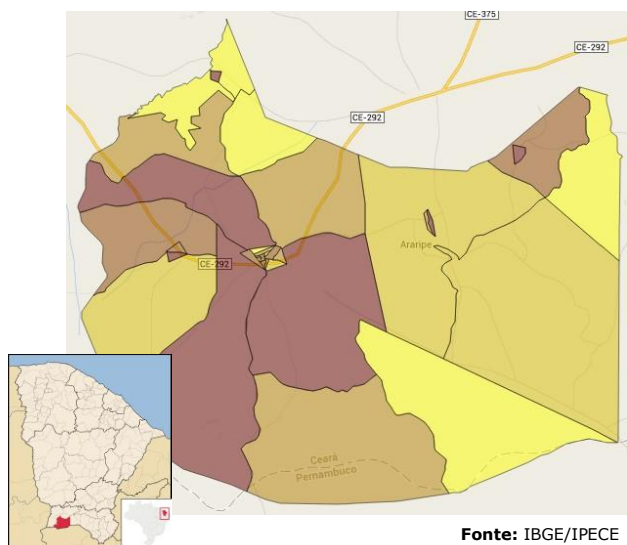 CE-375
CE-292
CE-292
Araripe
CE-292
Ceará
Pernambuco
Fonte: IBGE/IPECE